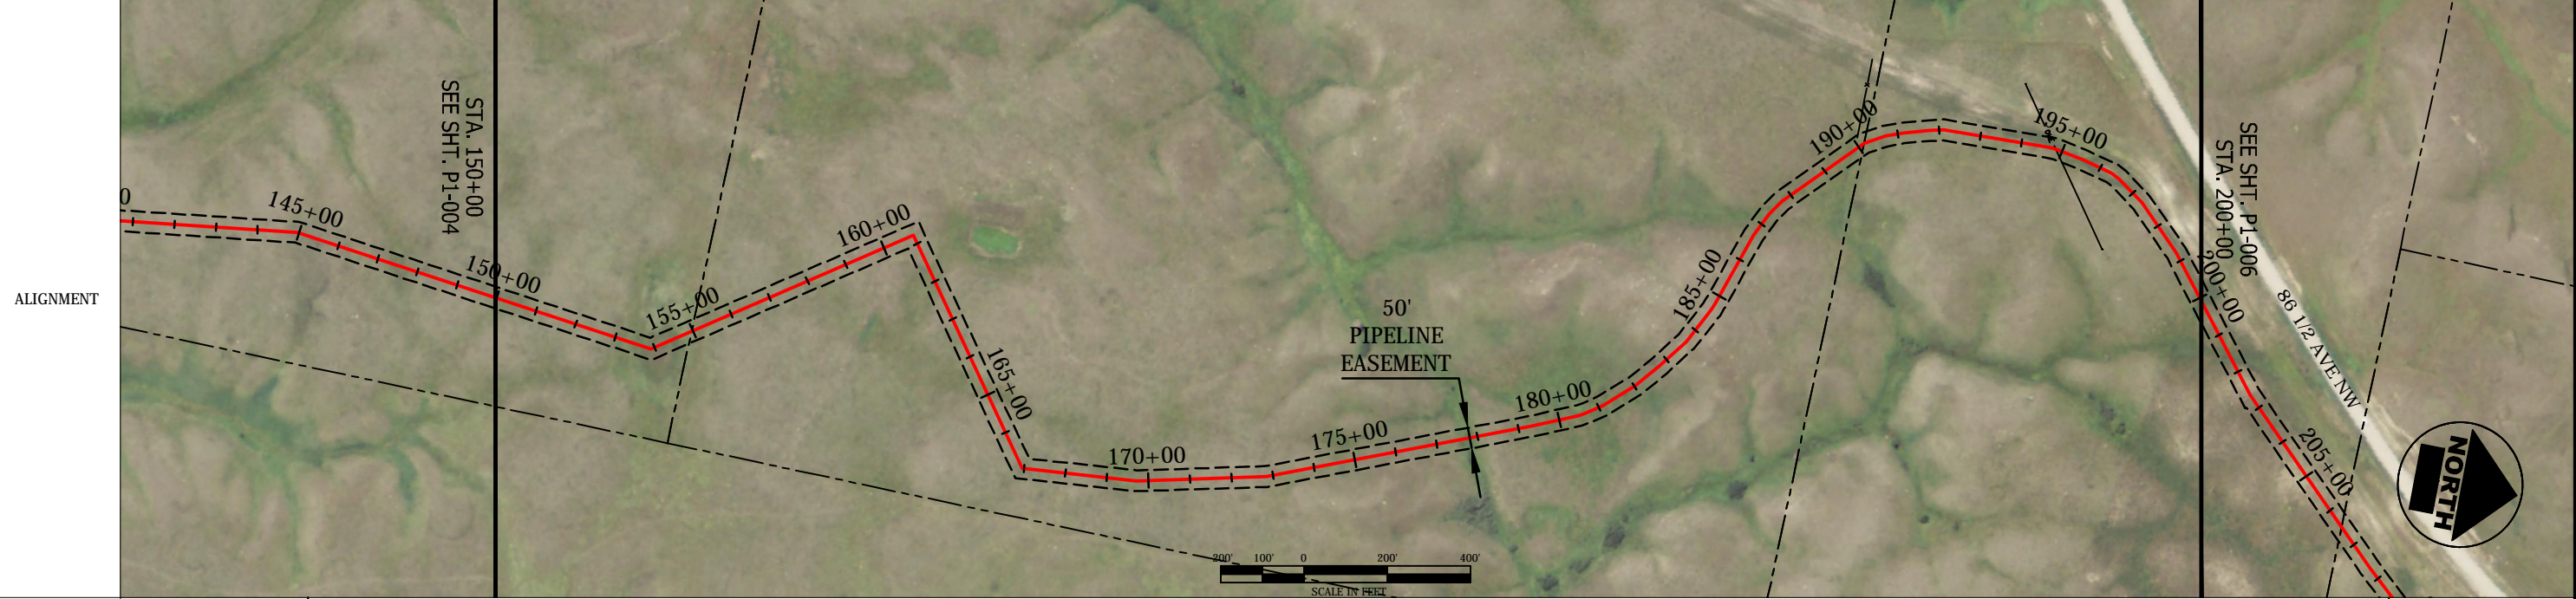 ALIGNMENT
0
145+00
STA. 150+00
SEE SHT. P1-004
150+00
155+00
160+00
165+00
170+00
175+00
50'
PIPELINE
EASEMENT
180+00
185+00
190+00
195+00
SEE SHT. P1-006
STA. 200+00
200+00
86 1/2 AVE NW
205+00
NORTH
200' 100' 0 200' 400'
SCALE IN FEET